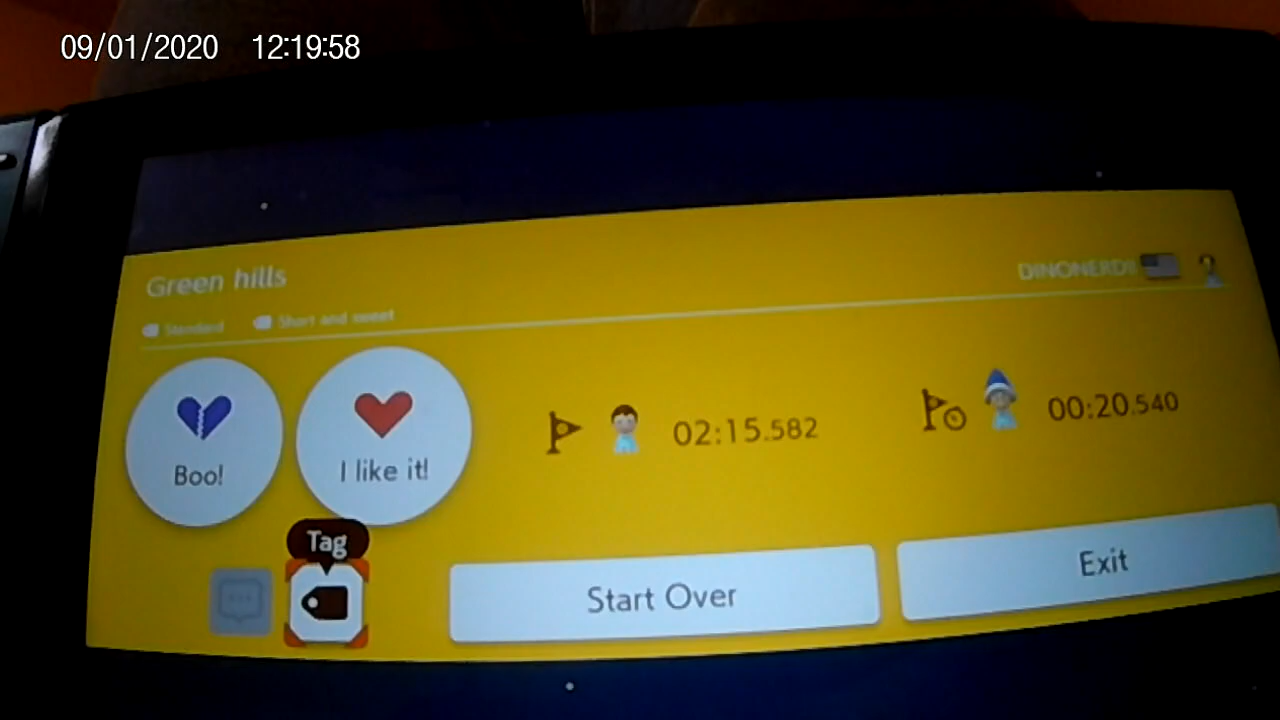 09/01/2020 12:19:58
Green hills
DINONERD!!
Standard Short and sweet
Boo!
I like it!
02:15.582
00:20.540
Tag
Start Over
Exit